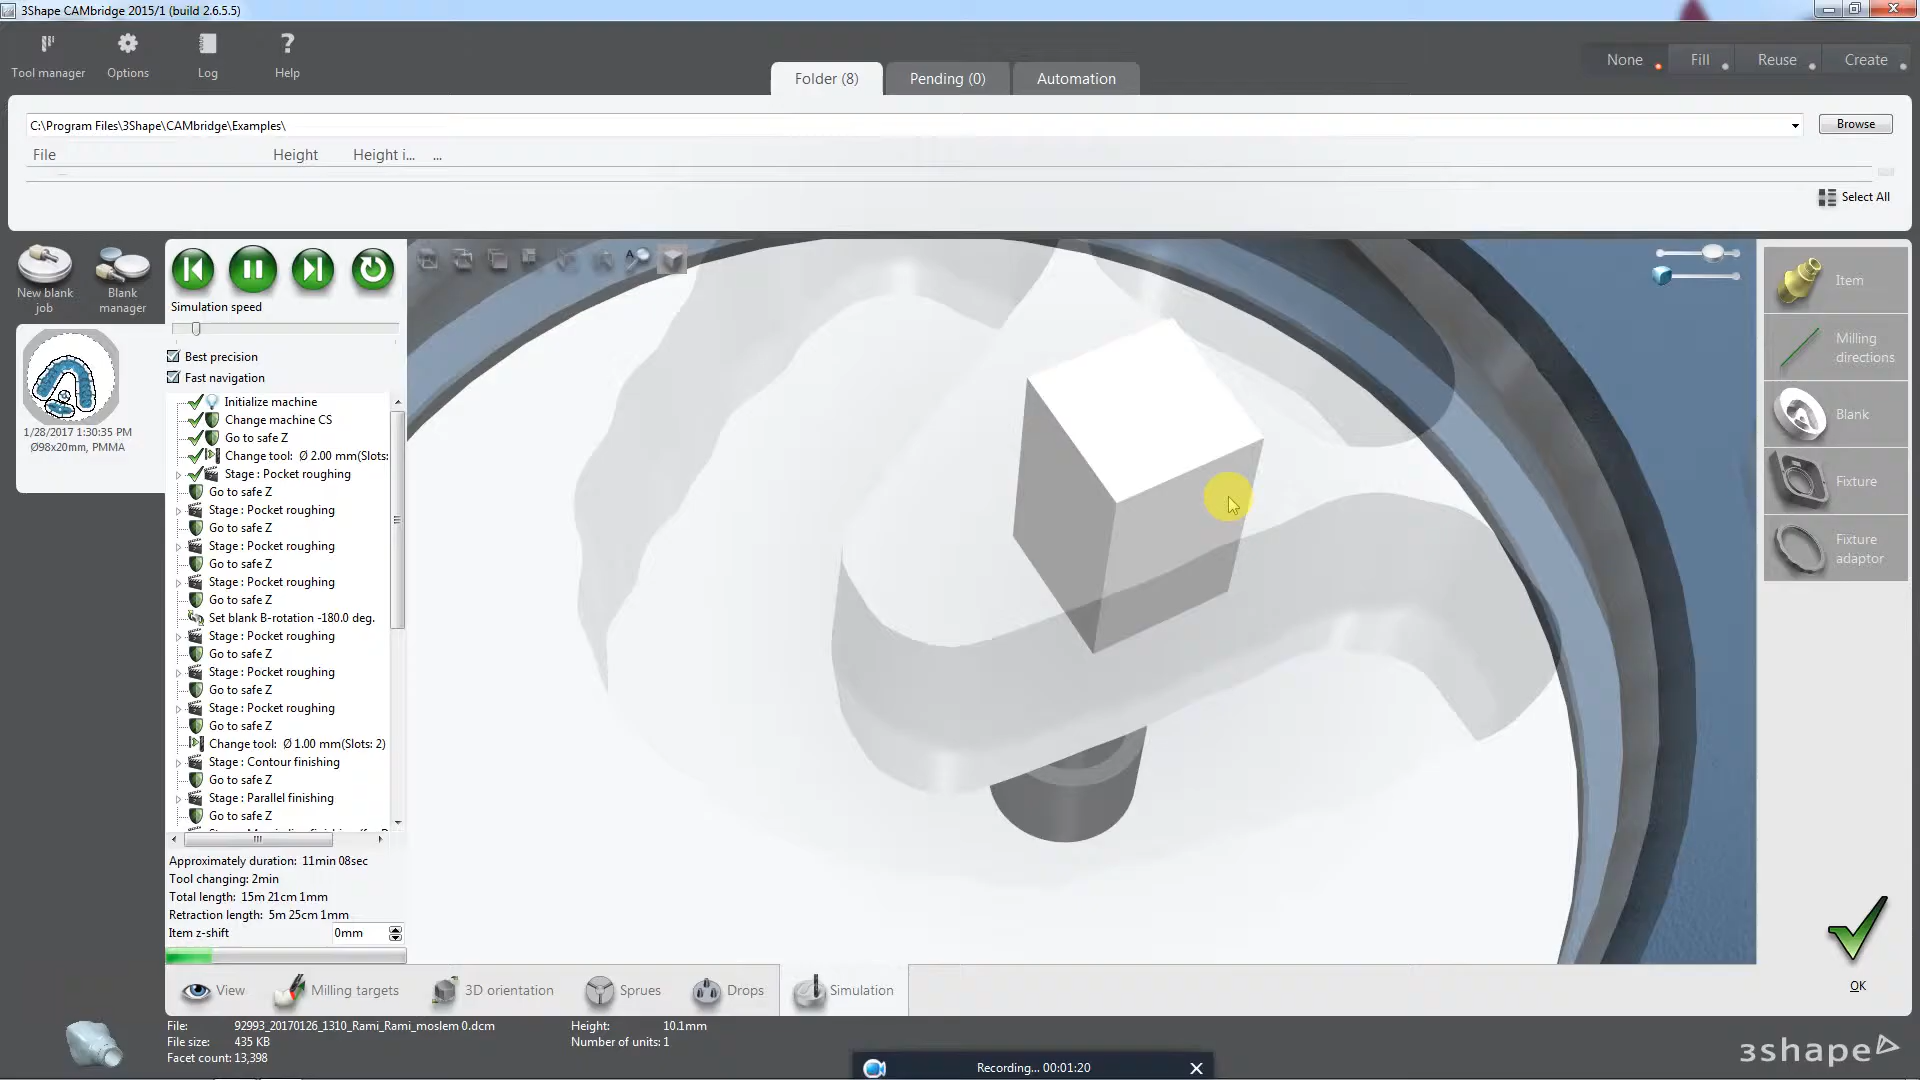 3Shape CAMbridge 2015/1 (build 2.6.5.5)
Tool manager
Options
Log
Help
Folder (8)
Pending (0)
Automation
None
Fill
Reuse
Create
C:\Program Files\3Shape\CAMbridge\Examples\
Browse
File
Height
Height i...
...
Select All
New blank job
Blank manager
Simulation speed
Best precision
Fast navigation
1/28/2017 1:30:35 PM
Ø98x20mm, PMMA
Initialize machine
Change machine CS
Go to safe Z
Change tool: Ø 2.00 mm(Slots:
Stage : Pocket roughing
Go to safe Z
Stage : Pocket roughing
Go to safe Z
Stage : Pocket roughing
Go to safe Z
Stage : Pocket roughing
Go to safe Z
Set blank B-rotation -180.0 deg.
Stage : Pocket roughing
Go to safe Z
Stage : Pocket roughing
Go to safe Z
Stage : Pocket roughing
Go to safe Z
Change tool: Ø 1.00 mm(Slots: 2)
Stage : Contour finishing
Go to safe Z
Stage : Parallel finishing
Go to safe Z
Approximately duration: 11min 08sec
Tool changing: 2min
Total length: 15m 21cm 1mm
Retraction length: 5m 25cm 1mm
Item z-shift
0mm
Item
Milling directions
Blank
Fixture
Fixture adaptor
OK
View
Milling targets
3D orientation
Sprues
Drops
Simulation
File: 92993_20170126_1310_Rami_Rami_moslem 0.dcm
File size: 435 KB
Facet count: 13,398
Height: 10.1mm
Number of units: 1
Recording... 00:01:20
3shape